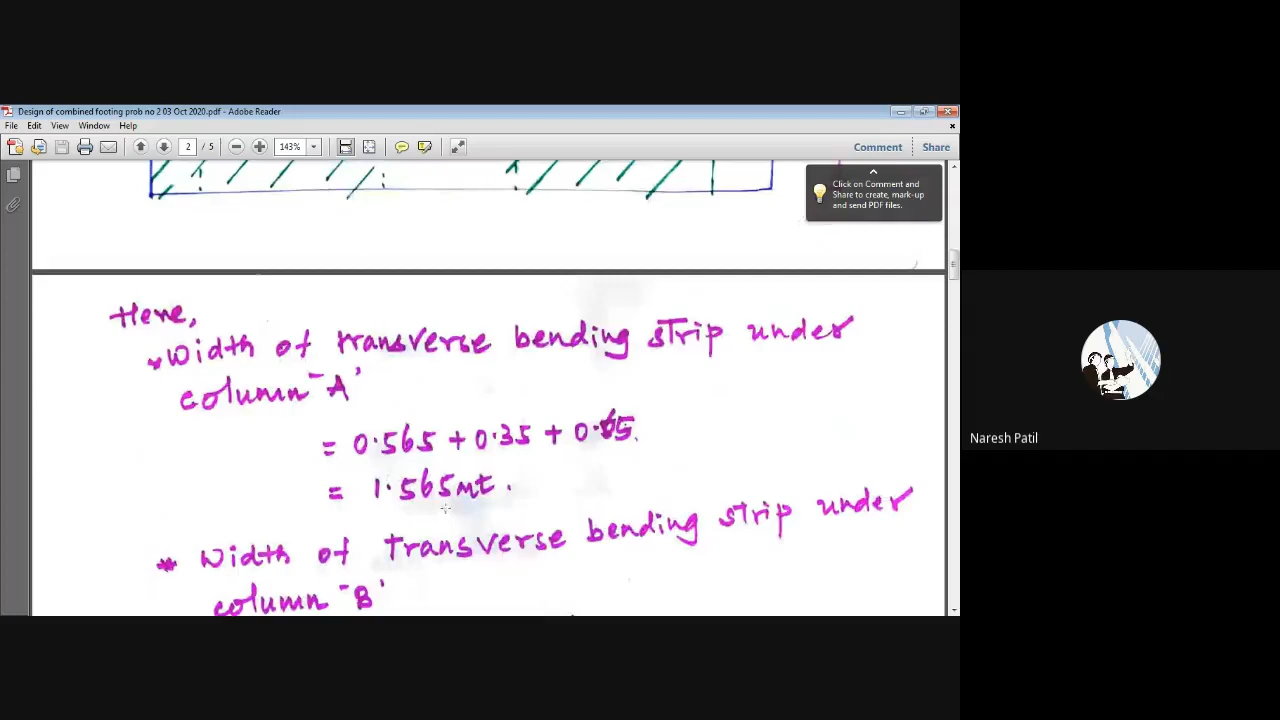 Design of combined footing prob no 2 03 Oct 2020.pdf - Adobe Reader
File Edit View Window Help
2 / 5 143% Comment Share
Click on Comment and
Share to create, mark-up
and send PDF files.
Here,
*Width of transverse bending strip under
column "A"
= 0.565 + 0.35 + 0.65
= 1.565mt.
Naresh Patil
* Width of Transverse bending strip under
column "B"